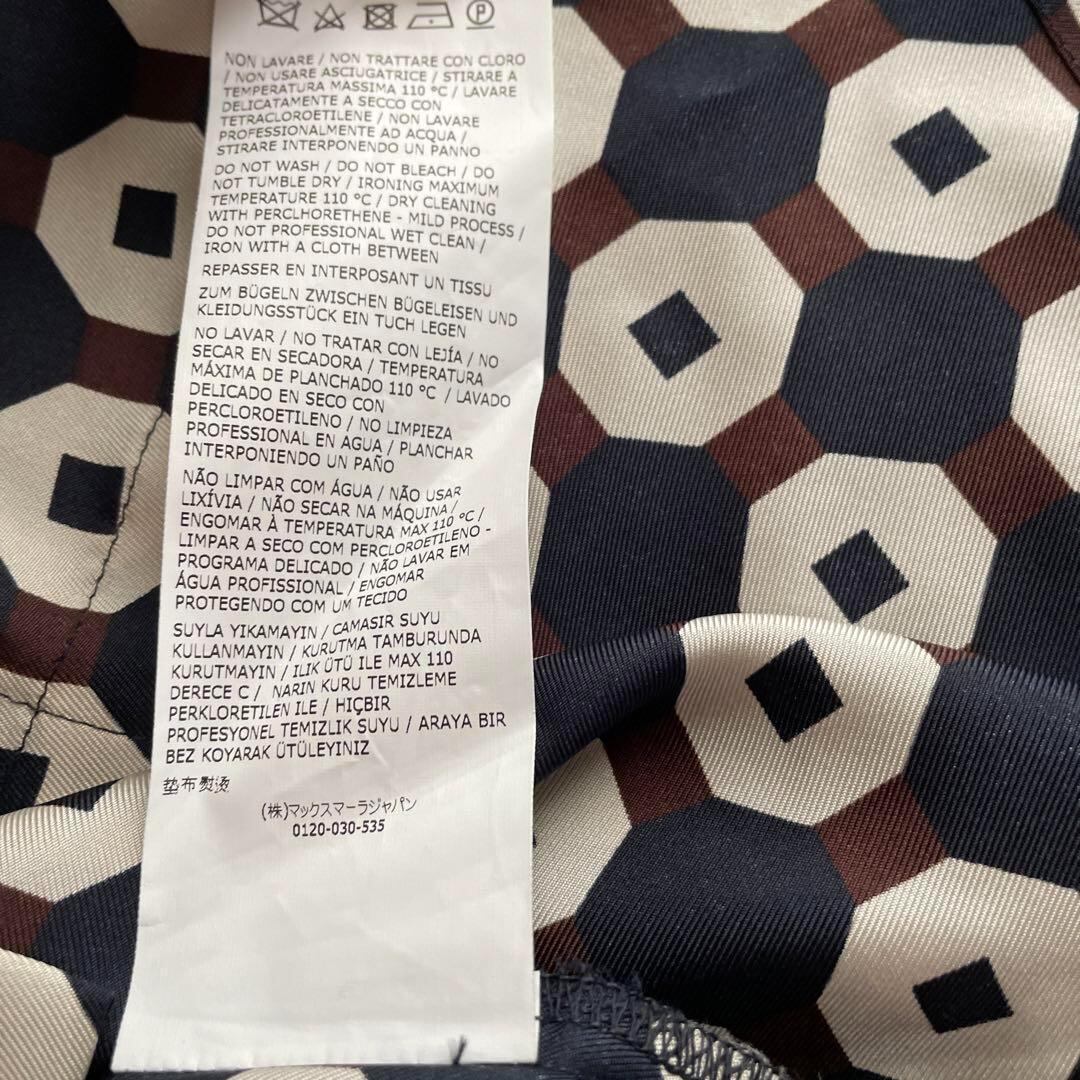 NON LAVARE / NON TRATTARE CON CLORO
/ NON USARE ASCIUGATRICE / STIRARE A
TEMPERATURA MASSIMA 110 °C / LAVARE
DELICATAMENTE A SECCO CON
TETRACLOROETILENE / NON LAVARE
PROFESSIONALMENTE AD ACQUA /
STIRARE INTERPONENDO UN PANNO
DO NOT WASH / DO NOT BLEACH / DO
NOT TUMBLE DRY / IRONING MAXIMUM
TEMPERATURE 110 °C / DRY CLEANING
WITH PERCLHORETHENE - MILD PROCESS /
DO NOT PROFESSIONAL WET CLEAN /
IRON WITH A CLOTH BETWEEN
REPASSER EN INTERPOSANT UN TISSU
ZUM BÜGELN ZWISCHEN BÜGELEISEN UND
KLEIDUNGSSTÜCK EIN TUCH LEGEN
NO LAVAR / NO TRATAR CON LEJÍA / NO
SECAR EN SECADORA / TEMPERATURA
MÁXIMA DE PLANCHADO 110 °C / LAVADO
DELICADO EN SECO CON
PERCLOROETILENO / NO LIMPIEZA
PROFESSIONAL EN AGUA / PLANCHAR
INTERPONIENDO UN PAÑO
NÃO LIMPAR COM ÁGUA / NÃO USAR
LIXÍVIA / NÃO SECAR NA MÁQUINA /
ENGOMAR À TEMPERATURA MAX 110 °C /
LIMPAR A SECO COM PERCLOROETILENO -
PROGRAMA DELICADO / NÃO LAVAR EM
ÁGUA PROFISSIONAL / ENGOMAR
PROTEGENDO COM UM TECIDO
SUYLA YIKAMAYIN / CAMASIR SUYU
KULLANMAYIN / KURUTMA TAMBURUNDA
KURUTMAYIN / ILIK ÜTÜ ILE MAX 110
DERECE C / NARIN KURU TEMIZLEME
PERKLORETILEN ILE / HIÇBIR
PROFESYONEL TEMIZLIK SUYU / ARAYA BIR
BEZ KOYARAK ÜTÜLEYINIZ
垫布熨烫
(株)マックスマーラジャパン
0120-030-535